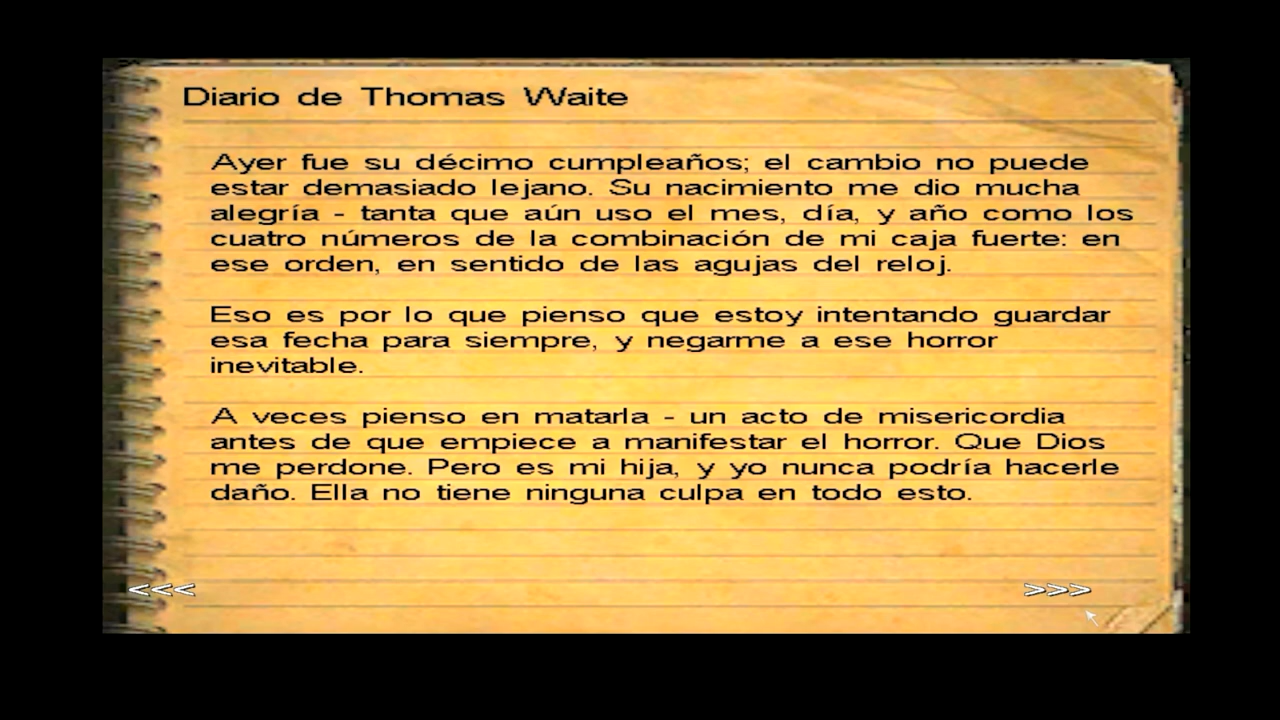 Diario de Thomas Waite
Ayer fue su décimo cumpleaños; el cambio no puede
estar demasiado lejano. Su nacimiento me dio mucha
alegría - tanta que aún uso el mes, día, y año como los
cuatro números de la combinación de mi caja fuerte: en
ese orden, en sentido de las agujas del reloj.
Eso es por lo que pienso que estoy intentando guardar
esa fecha para siempre, y negarme a ese horror
inevitable.
A veces pienso en matarla - un acto de misericordia
antes de que empiece a manifestar el horror. Que Dios
me perdone. Pero es mi hija, y yo nunca podría hacerle
daño. Ella no tiene ninguna culpa en todo esto.
<<< >>>